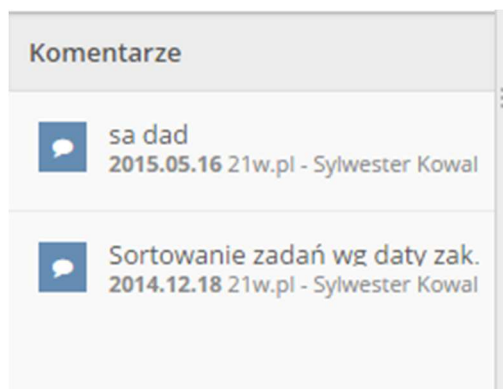 Komentarze
sa dad
2015.05.16 21w.pl - Sylwester Kowal
Sortowanie zadań wg daty zak.
2014.12.18 21w.pl - Sylwester Kowal